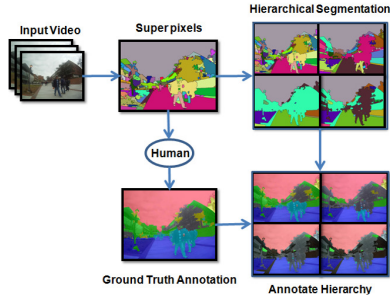 Input Video
Super pixels
Hierarchical Segmentation
Human
Ground Truth Annotation
Annotate Hierarchy